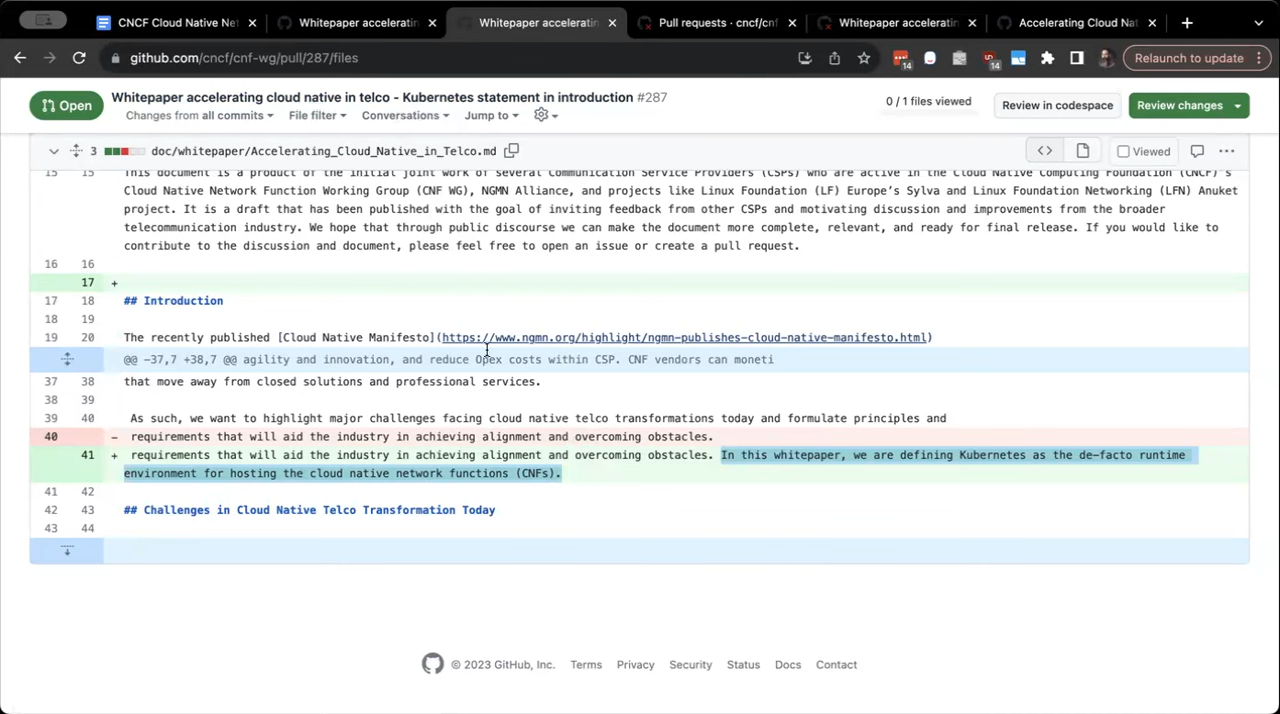 CNCF Cloud Native Net
Whitepaper acceleratin
Whitepaper acceleratin
Pull requests · cncf/cnf
Whitepaper acceleratin
Accelerating Cloud Nat
github.com/cncf/cnf-wg/pull/287/files
14
14
Relaunch to update
Open
Whitepaper accelerating cloud native in telco - Kubernetes statement in introduction #287
Changes from all commits File filter Conversations Jump to
0 / 1 files viewed
Review in codespace
Review changes
3 doc/whitepaper/Accelerating_Cloud_Native_in_Telco.md
Viewed
15 15 This document is a product of the initial joint work of several Communication Service Providers (CSPs) who are active in the Cloud Native Computing Foundation (CNCF)'s
Cloud Native Network Function Working Group (CNF WG), NGMN Alliance, and projects like Linux Foundation (LF) Europe's Sylva and Linux Foundation Networking (LFN) Anuket
project. It is a draft that has been published with the goal of inviting feedback from other CSPs and motivating discussion and improvements from the broader
telecommunication industry. We hope that through public discourse we can make the document more complete, relevant, and ready for final release. If you would like to
contribute to the discussion and document, please feel free to open an issue or create a pull request.
16 16
17 +
17 18 ## Introduction
18 19
19 20 The recently published [Cloud Native Manifesto](https://www.ngmn.org/highlight/ngmn-publishes-cloud-native-manifesto.html)
@@ -37,7 +38,7 @@ agility and innovation, and reduce Opex costs within CSP. CNF vendors can moneti
37 38 that move away from closed solutions and professional services.
38 39
39 40 As such, we want to highlight major challenges facing cloud native telco transformations today and formulate principles and
40 - requirements that will aid the industry in achieving alignment and overcoming obstacles.
41 + requirements that will aid the industry in achieving alignment and overcoming obstacles. In this whitepaper, we are defining Kubernetes as the de-facto runtime
environment for hosting the cloud native network functions (CNFs).
41 42
42 43 ## Challenges in Cloud Native Telco Transformation Today
43 44
© 2023 GitHub, Inc. Terms Privacy Security Status Docs Contact